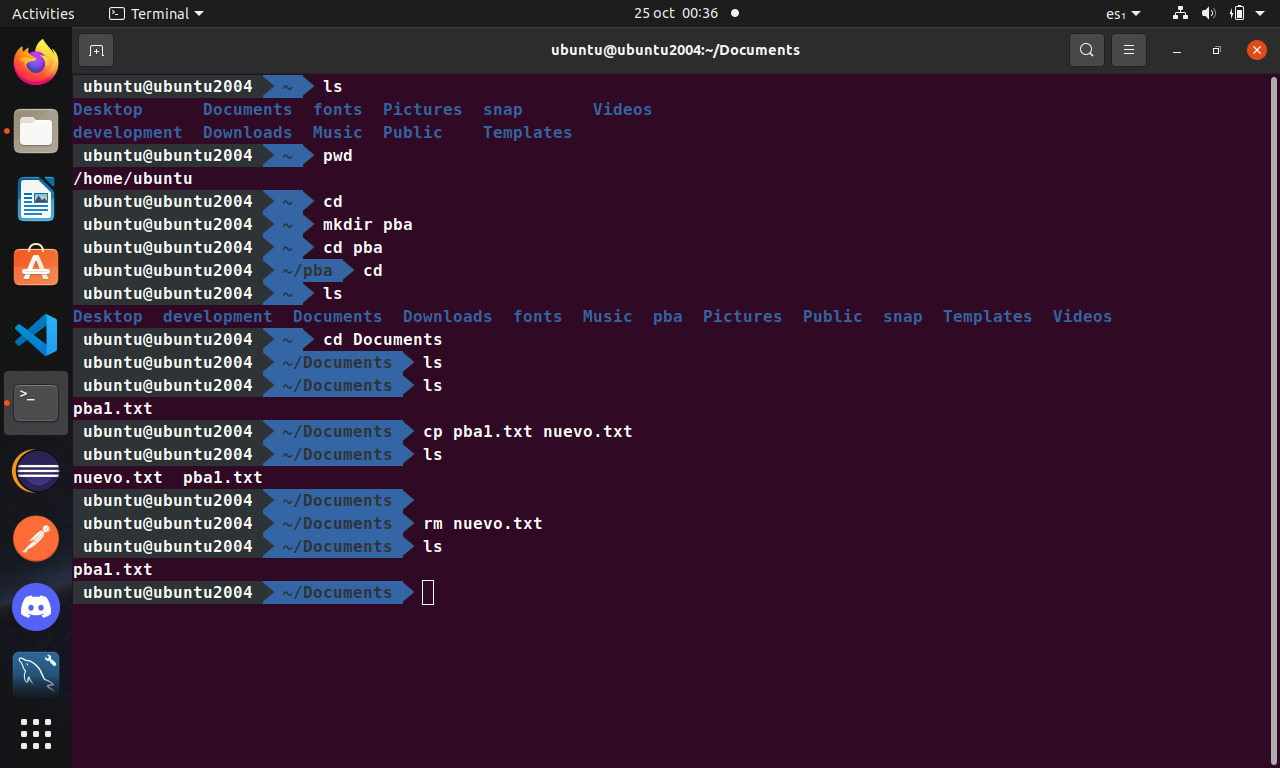 Activities Terminal 25 oct 00:36 es₁
ubuntu@ubuntu2004:~/Documents
ubuntu@ubuntu2004 ~ ls
Desktop Documents fonts Pictures snap Videos
development Downloads Music Public Templates
ubuntu@ubuntu2004 ~ pwd
/home/ubuntu
ubuntu@ubuntu2004 ~ cd
ubuntu@ubuntu2004 ~ mkdir pba
ubuntu@ubuntu2004 ~ cd pba
ubuntu@ubuntu2004 ~/pba cd
ubuntu@ubuntu2004 ~ ls
Desktop development Documents Downloads fonts Music pba Pictures Public snap Templates Videos
ubuntu@ubuntu2004 ~ cd Documents
ubuntu@ubuntu2004 ~/Documents ls
ubuntu@ubuntu2004 ~/Documents ls
pba1.txt
ubuntu@ubuntu2004 ~/Documents cp pba1.txt nuevo.txt
ubuntu@ubuntu2004 ~/Documents ls
nuevo.txt pba1.txt
ubuntu@ubuntu2004 ~/Documents
ubuntu@ubuntu2004 ~/Documents rm nuevo.txt
ubuntu@ubuntu2004 ~/Documents ls
pba1.txt
ubuntu@ubuntu2004 ~/Documents